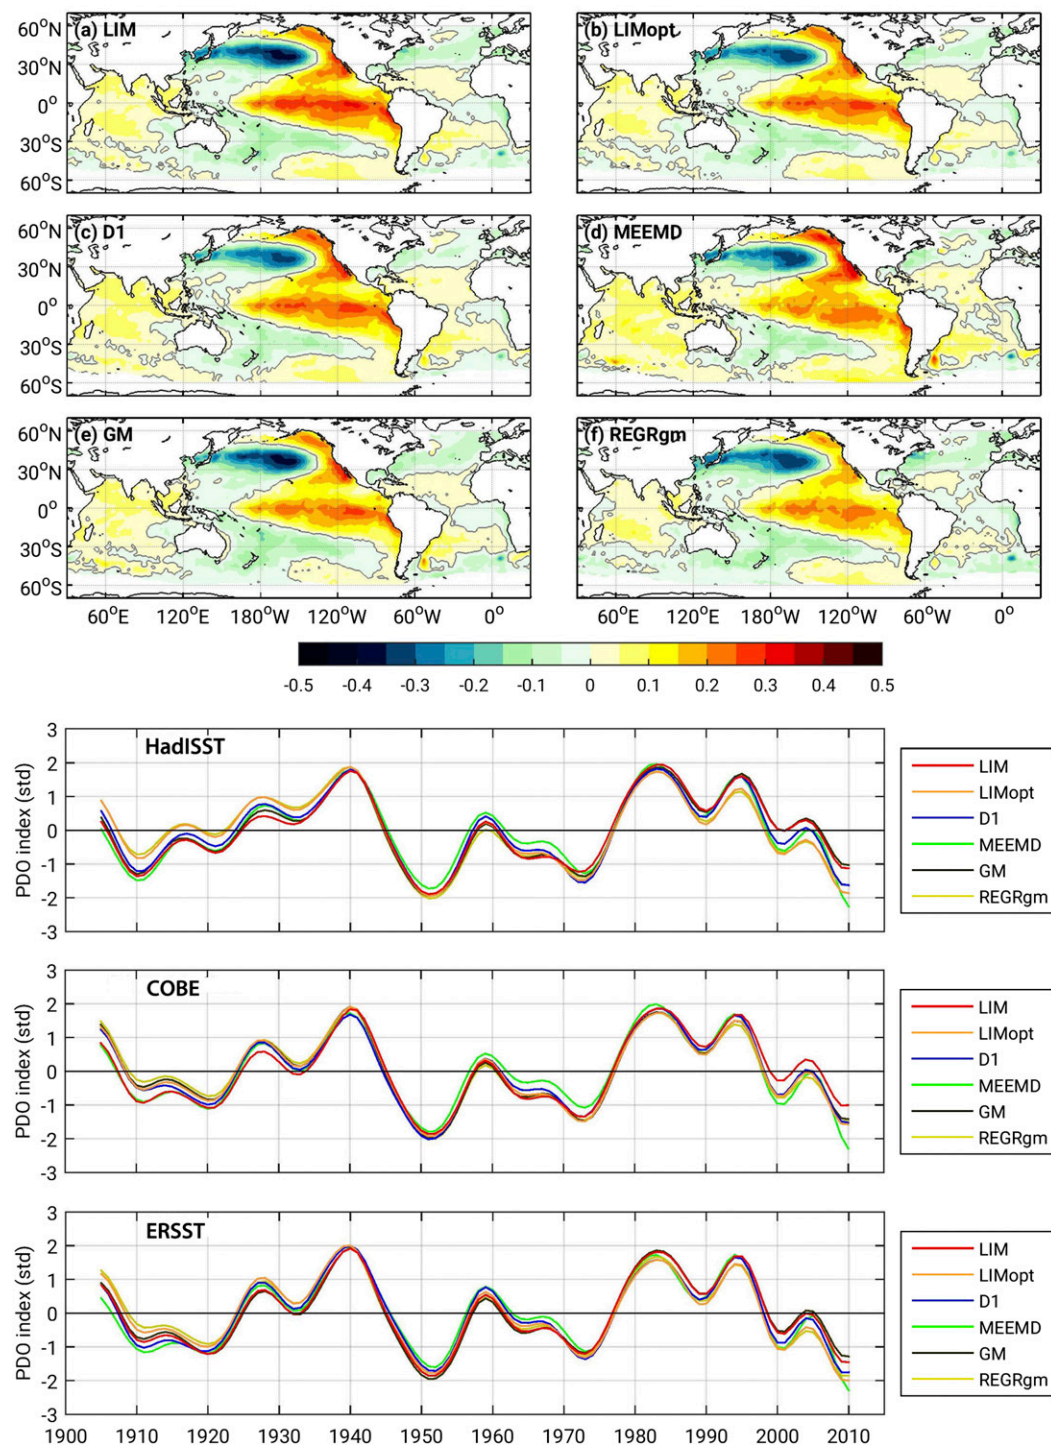 60°N
30°N
0°
30°S
60°S
(a) LIM
(b) LIMopt
60°N
30°N
0°
30°S
60°S
(c) D1
(d) MEEMD
60°N
30°N
0°
30°S
60°S
(e) GM
(f) REGRgm
60°E 120°E 180°W 120°W 60°W 0°
60°E 120°E 180°W 120°W 60°W 0°
-0.5 -0.4 -0.3 -0.2 -0.1 0 0.1 0.2 0.3 0.4 0.5
PDO index (std)
3
2
1
0
-1
-2
-3
HadISST
LIM
LIMopt
D1
MEEMD
GM
REGRgm
PDO index (std)
3
2
1
0
-1
-2
-3
COBE
LIM
LIMopt
D1
MEEMD
GM
REGRgm
PDO index (std)
3
2
1
0
-1
-2
-3
ERSST
LIM
LIMopt
D1
MEEMD
GM
REGRgm
1900 1910 1920 1930 1940 1950 1960 1970 1980 1990 2000 2010